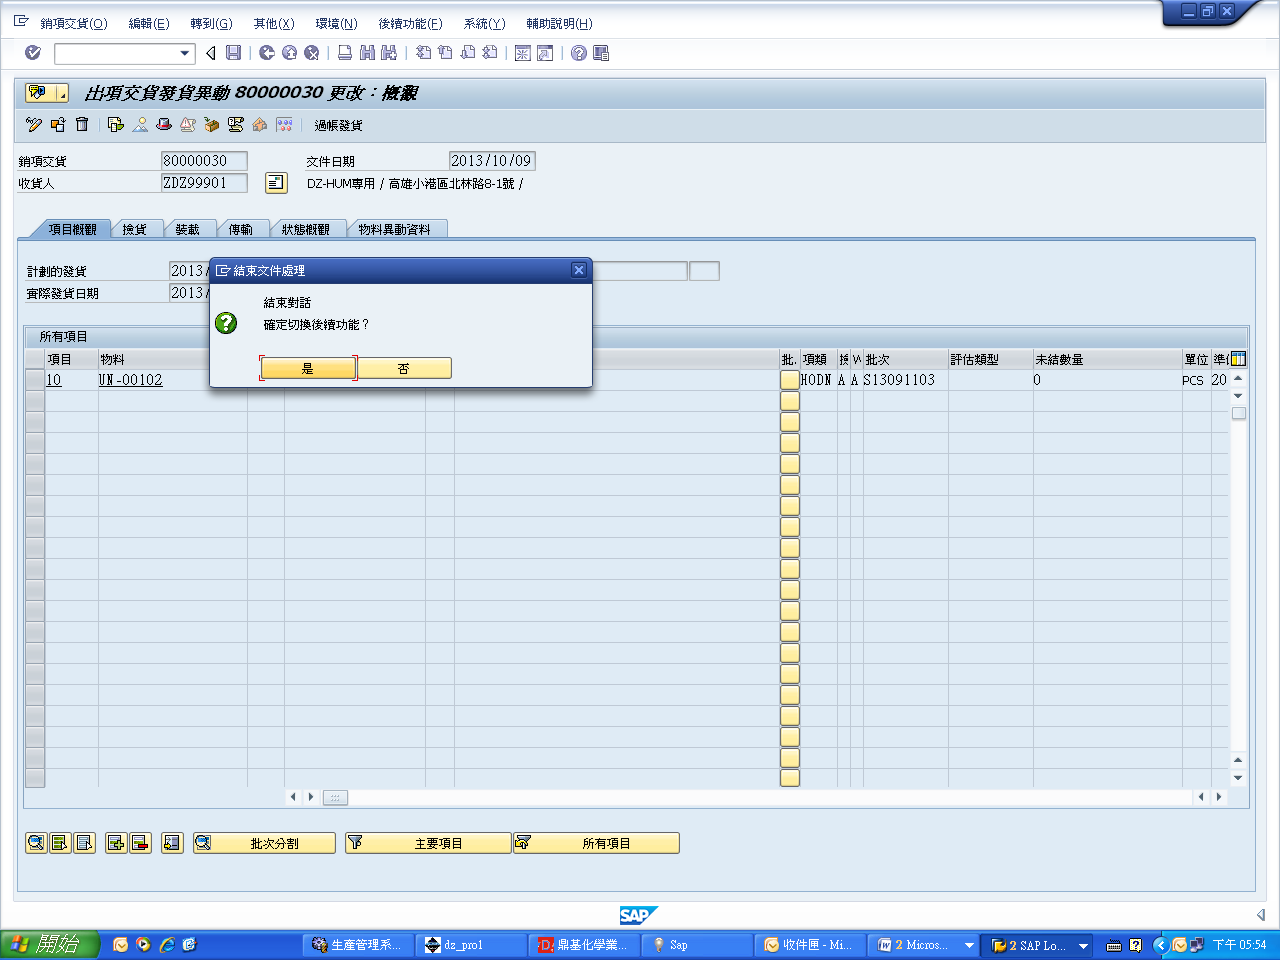 銷項交貨(O) 編輯(E) 轉到(G) 其他(X) 環境(N) 後續功能(F) 系統(Y) 輔助說明(H)
出項交貨發貨異動 80000030 更改：概觀
過帳發貨
銷項交貨 80000030 文件日期 2013/10/09
收貨人 ZDZ99901 DZ-HUM專用 / 高雄小港區北林路8-1號 /
項目概觀 撿貨 裝載 傳輸 狀態概觀 物料異動資料
計劃的發貨 2013/
實際發貨日期 2013/
結束文件處理
結束對話
確定切換後續功能？
是 否
所有項目
項目 物料 批. 項類 批次 評估類型 未結數量 單位
10 UN-00102 HODN A A S13091103 0 PCS 20
批次分割 主要項目 所有項目
SAP
開始 生產管理系... dz_pro1 鼎基化學業... Sap 收件匣 - Mi... 2 Micros... 2 SAP Lo... 下午 05:54